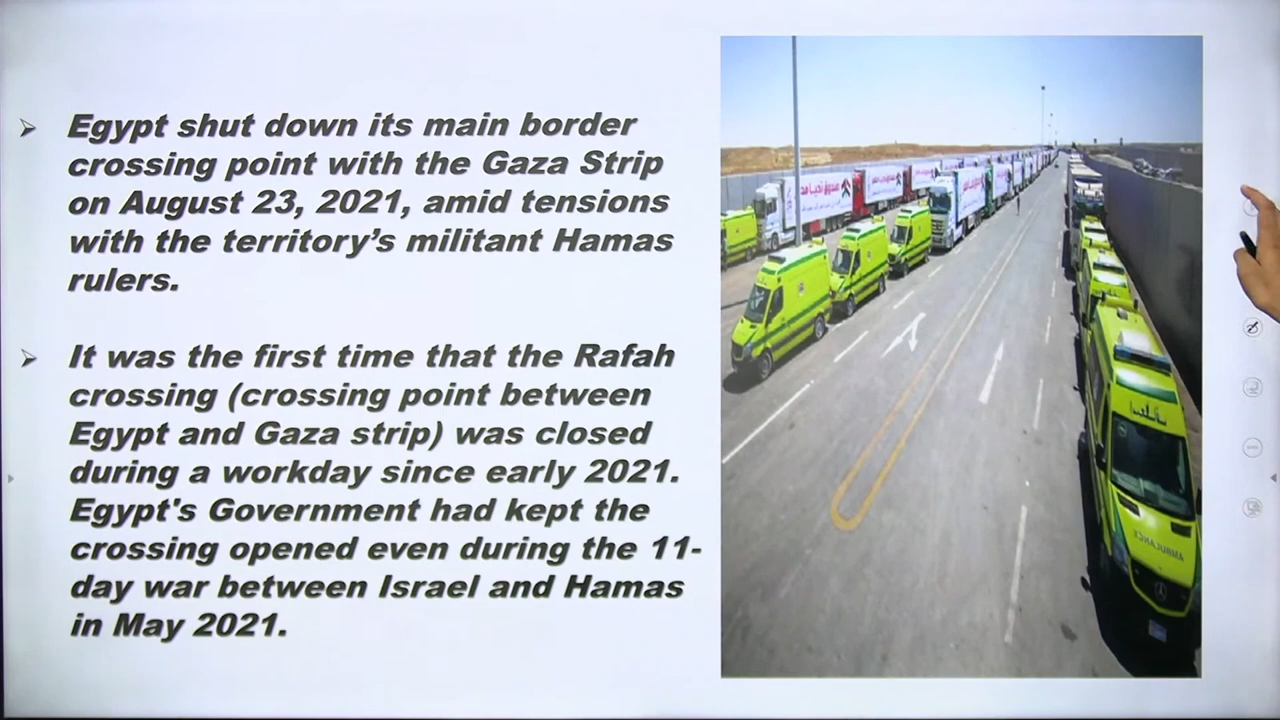 Egypt shut down its main border
crossing point with the Gaza Strip
on August 23, 2021, amid tensions
with the territory’s militant Hamas
rulers.
It was the first time that the Rafah
crossing (crossing point between
Egypt and Gaza strip) was closed
during a workday since early 2021.
Egypt's Government had kept the
crossing opened even during the 11-
day war between Israel and Hamas
in May 2021.